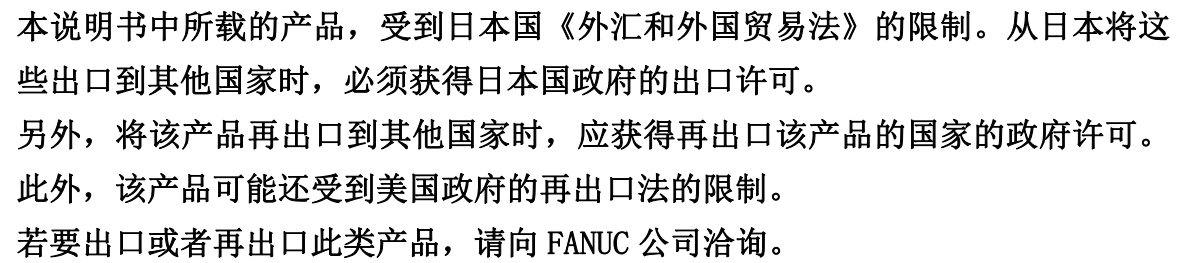 本说明书中所载的产品，受到日本国《外汇和外国贸易法》的限制。从日本将这
些出口到其他国家时，必须获得日本国政府的出口许可。
另外，将该产品再出口到其他国家时，应获得再出口该产品的国家的政府许可。
此外，该产品可能还受到美国政府的再出口法的限制。
若要出口或者再出口此类产品，请向 FANUC 公司洽询。